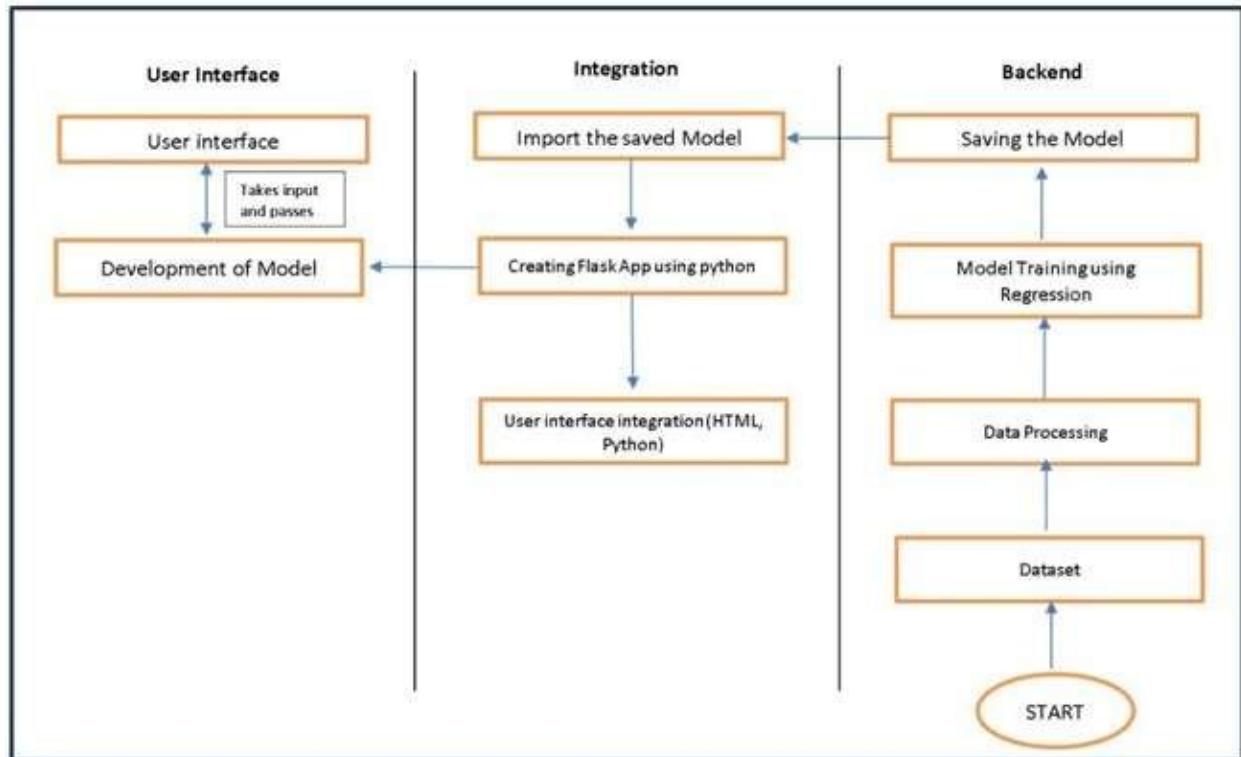 User Interface
User interface
Takes input
and passes
Development of Model
Integration
Import the saved Model
Creating Flask App using python
User interface integration (HTML,
Python)
Backend
Saving the Model
Model Training using
Regression
Data Processing
Dataset
START